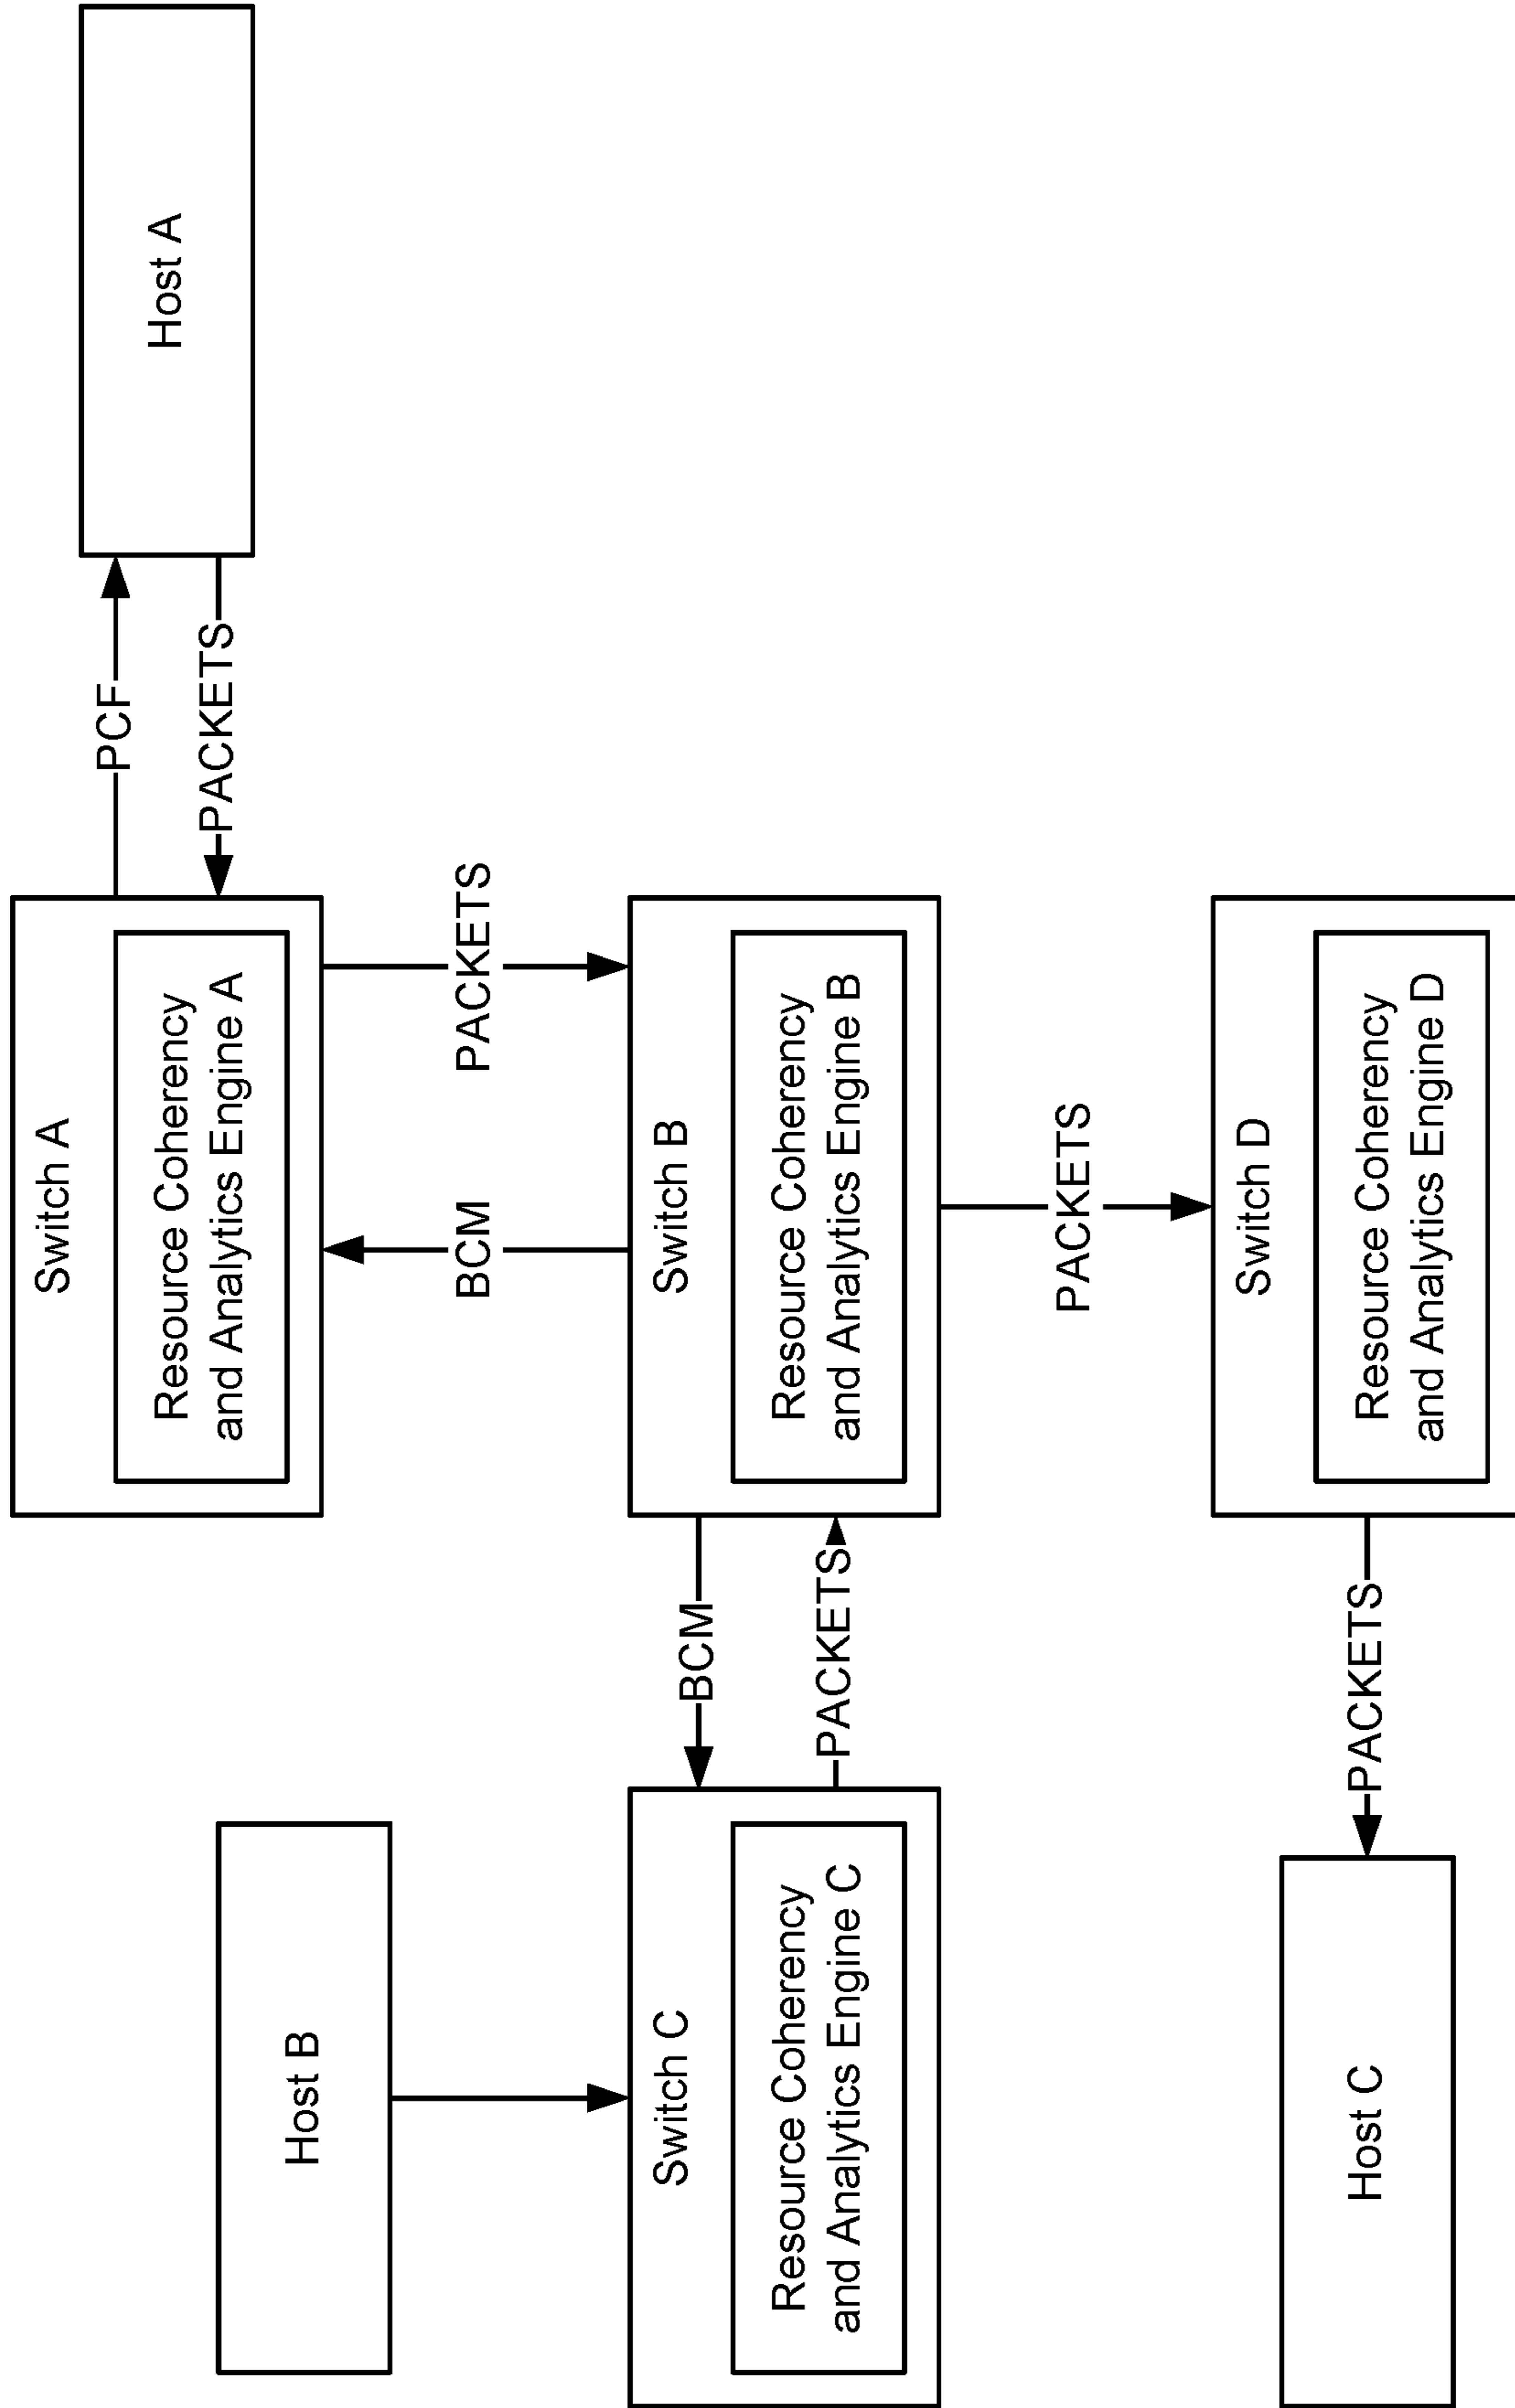 Switch A
Resource Coherency
and Analytics Engine A
PCF
PACKETS
Host A
Host B
BCM
PACKETS
Switch C
Resource Coherency
and Analytics Engine C
BCM
PACKETS
Switch B
Resource Coherency
and Analytics Engine B
PACKETS
Host C
PACKETS
Switch D
Resource Coherency
and Analytics Engine D